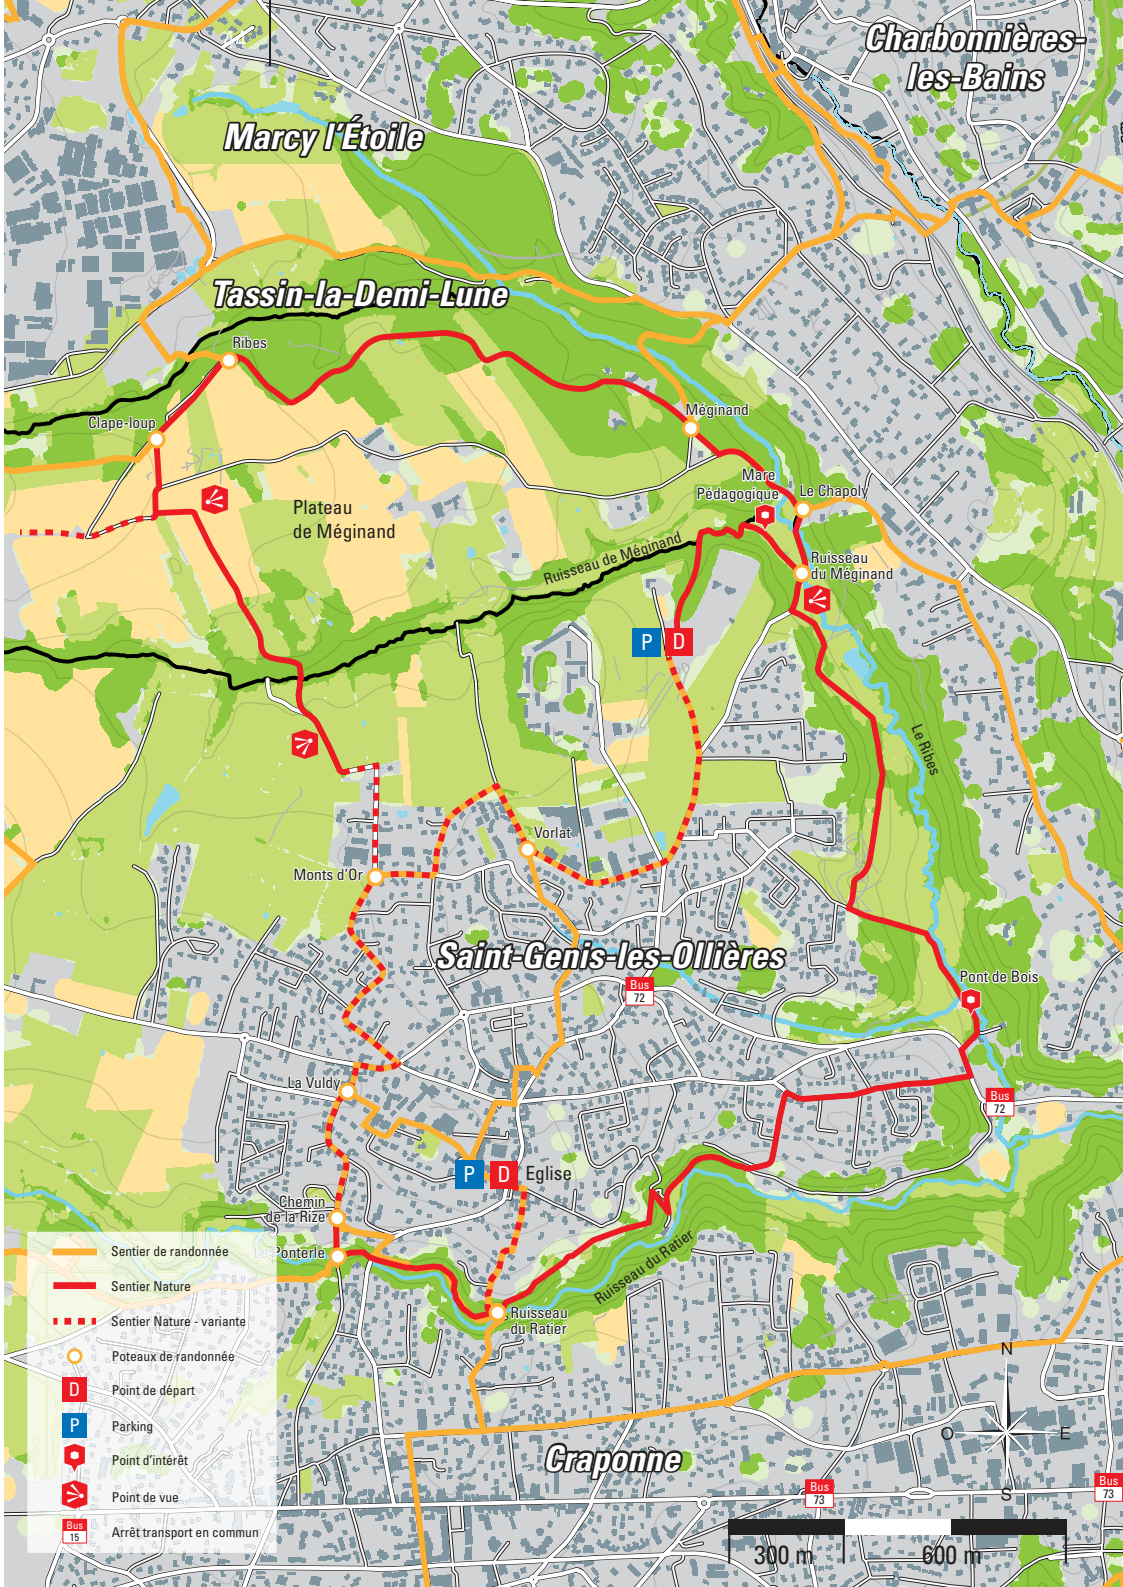 Charbonnières-
les-Bains
Marcy l'Étoile
Tassin-la-Demi-Lune
Ribes
Clape-loup
Méginand
Mare
Pédagogique
Le Chapoly
Plateau
de Méginand
Ruisseau de Méginand
Ruisseau
du Méginand
P
D
Le Ribes
Vorlat
Monts d'Or
Saint-Genis-les-Ollières
Bus
72
Pont de Bois
La Vuldy
Bus
72
P
D
Eglise
Chemin
de la Rize
Le Ponterle
Ruisseau du Ratier
Ruisseau
du Ratier
Sentier de randonnée
Sentier Nature
Sentier Nature - variante
Poteaux de randonnée
D
Point de départ
P
Parking
Point d'intérêt
Point de vue
Bus
15
Arrêt transport en commun
N
O
E
S
Craponne
Bus
73
Bus
73
300 m
600 m